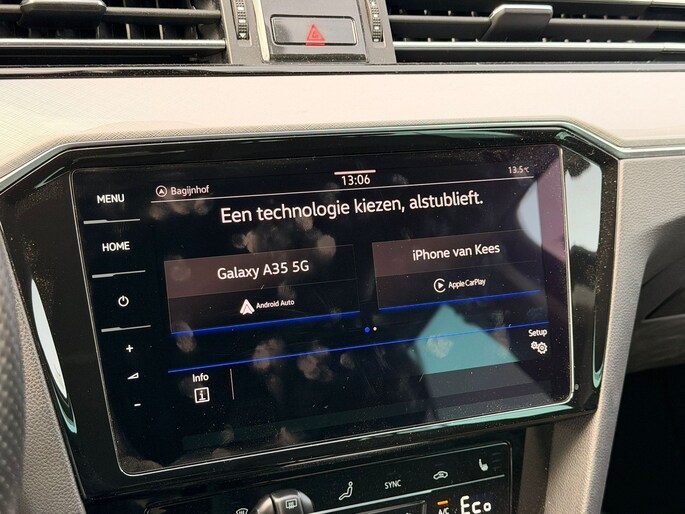 MENU
HOME
Bagijnhof
13:06
13.5°C
Een technologie kiezen, alstublieft.
Galaxy A35 5G
Android Auto
iPhone van Kees
Apple CarPlay
Setup
Info
SYNC
A/C
Eco